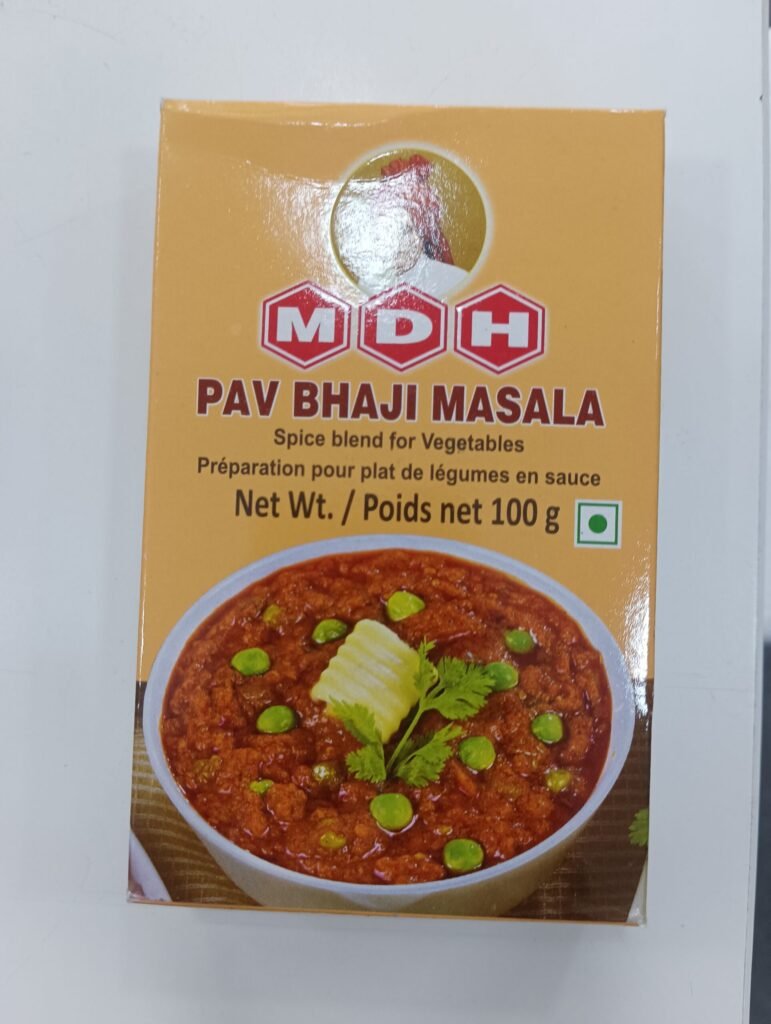 MDH
PAV BHAJI MASALA
Spice blend for Vegetables
Préparation pour plat de légumes en sauce
Net Wt. / Poids net 100 g